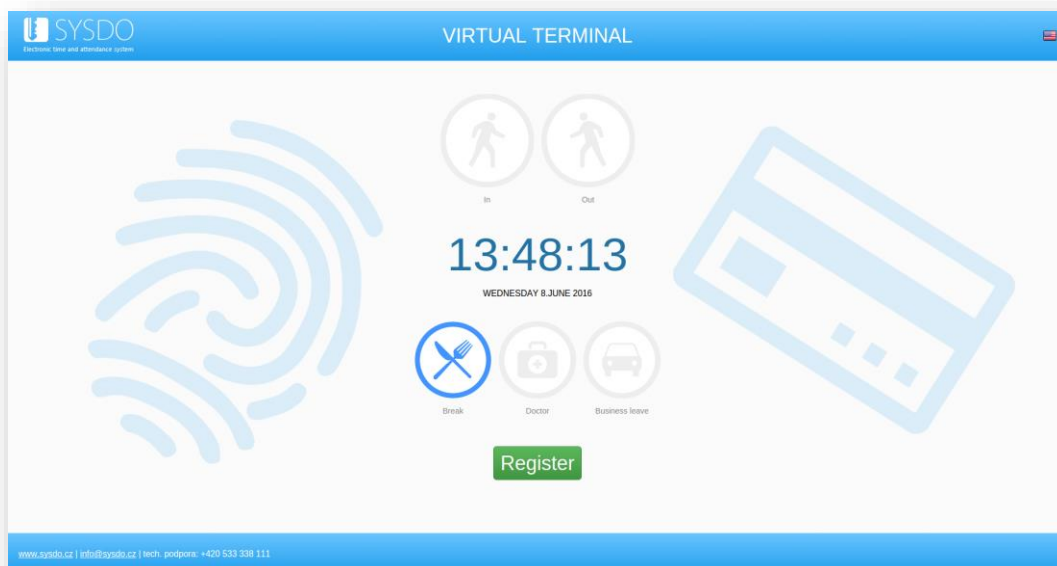 SYSDO
Electronic time and attendance system
VIRTUAL TERMINAL
In
Out
13:48:13
WEDNESDAY 8.JUNE 2016
Break
Doctor
Business leave
Register
www.sysdo.cz | info@sysdo.cz | tech. podpora: +420 533 338 111